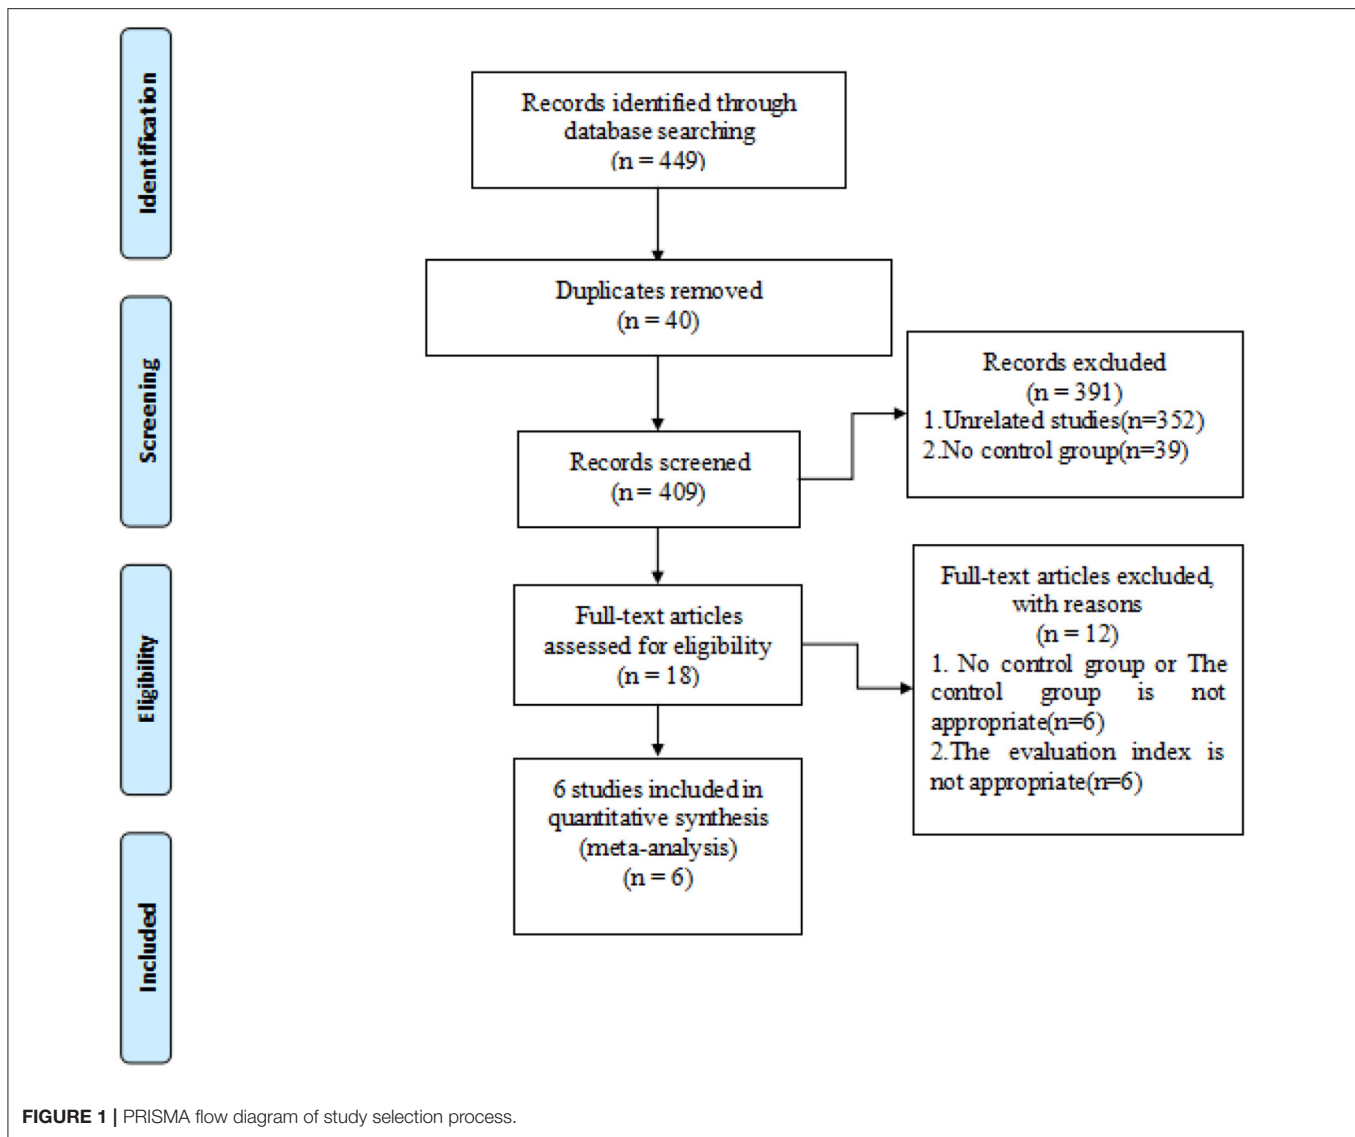 Identification
Records identified through
database searching
(n = 449)
Duplicates removed
(n = 40)
Screening
Records screened
(n = 409)
Records excluded
(n = 391)
1.Unrelated studies(n=352)
2.No control group(n=39)
Eligibility
Full-text articles
assessed for eligibility
(n = 18)
Full-text articles excluded,
with reasons
(n = 12)
1. No control group or The
control group is not
appropriate(n=6)
2.The evaluation index is
not appropriate(n=6)
Included
6 studies included in
quantitative synthesis
(meta-analysis)
(n = 6)
FIGURE 1 | PRISMA flow diagram of study selection process.